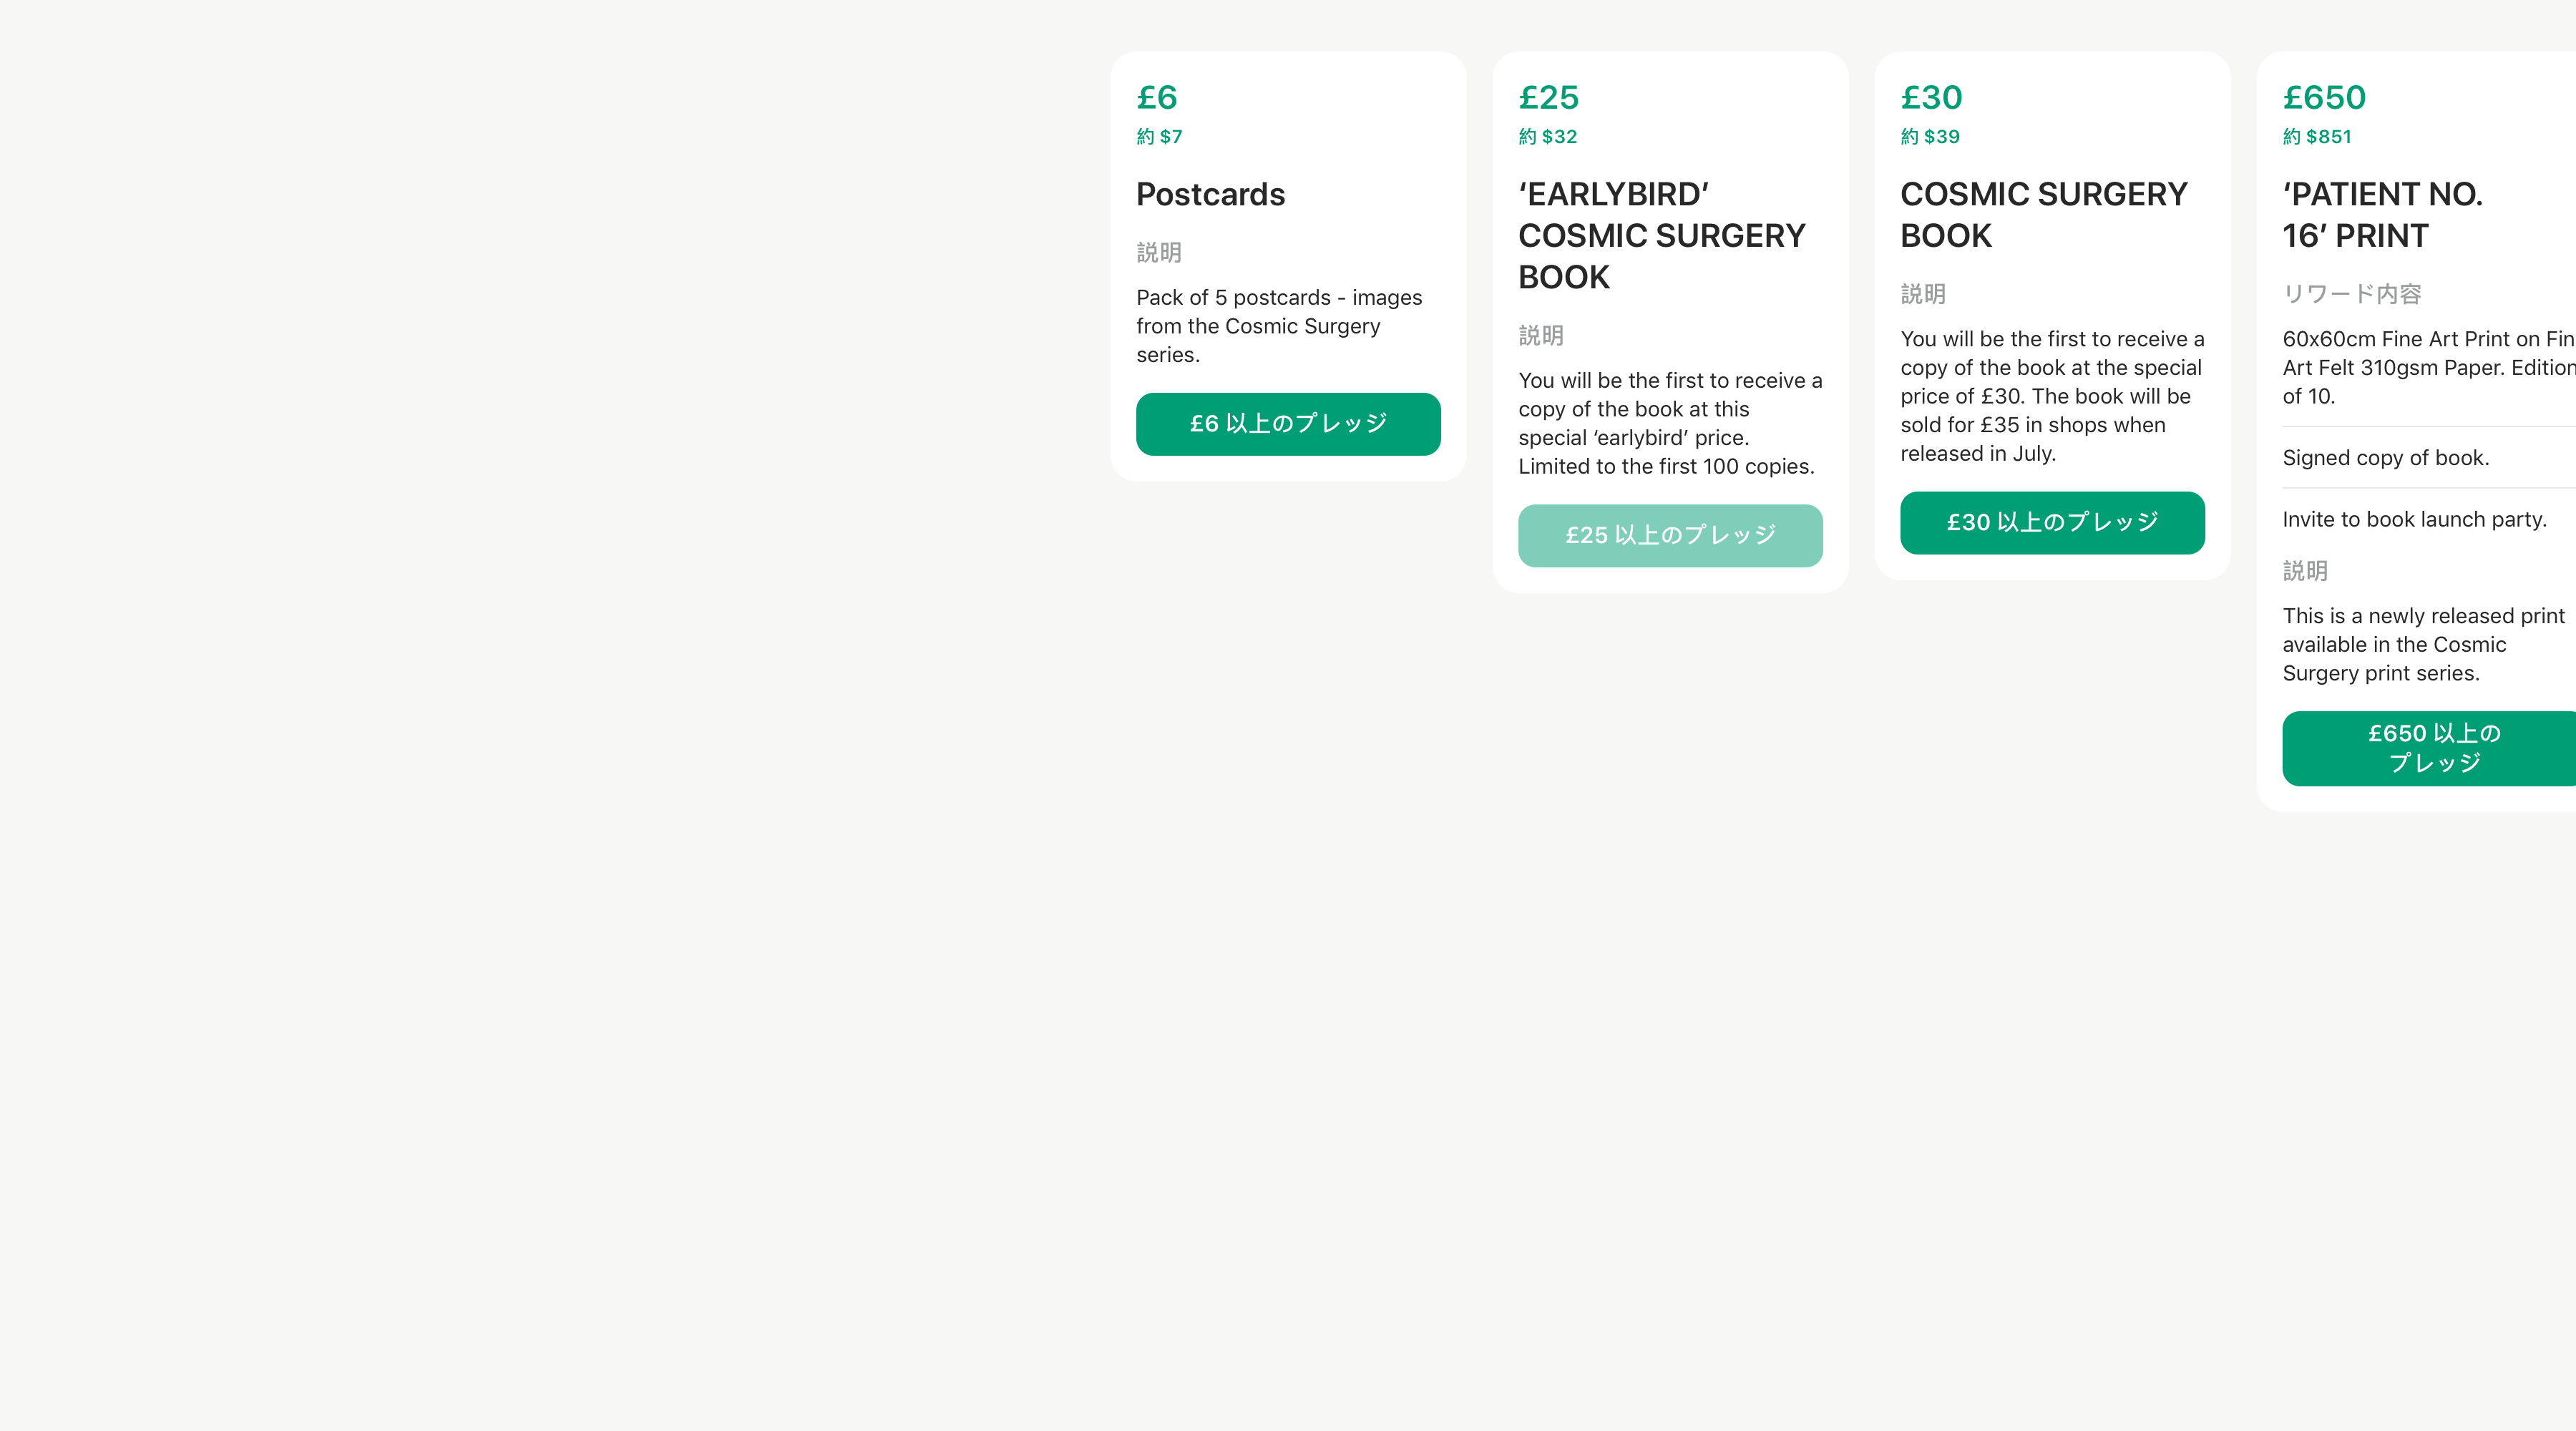 £6
約 $7
Postcards
説明
Pack of 5 postcards - images
from the Cosmic Surgery
series.
£6 以上のプレッジ
£25
約 $32
‘EARLYBIRD’
COSMIC SURGERY
BOOK
説明
You will be the first to receive a
copy of the book at this
special ‘earlybird’ price.
Limited to the first 100 copies.
£25 以上のプレッジ
£30
約 $39
COSMIC SURGERY
BOOK
説明
You will be the first to receive a
copy of the book at the special
price of £30. The book will be
sold for £35 in shops when
released in July.
£30 以上のプレッジ
£650
約 $851
‘PATIENT NO.
16’ PRINT
リワード内容
60x60cm Fine Art Print on Fin
Art Felt 310gsm Paper. Edition
of 10.
Signed copy of book.
Invite to book launch party.
説明
This is a newly released print
available in the Cosmic
Surgery print series.
£650 以上の
プレッジ